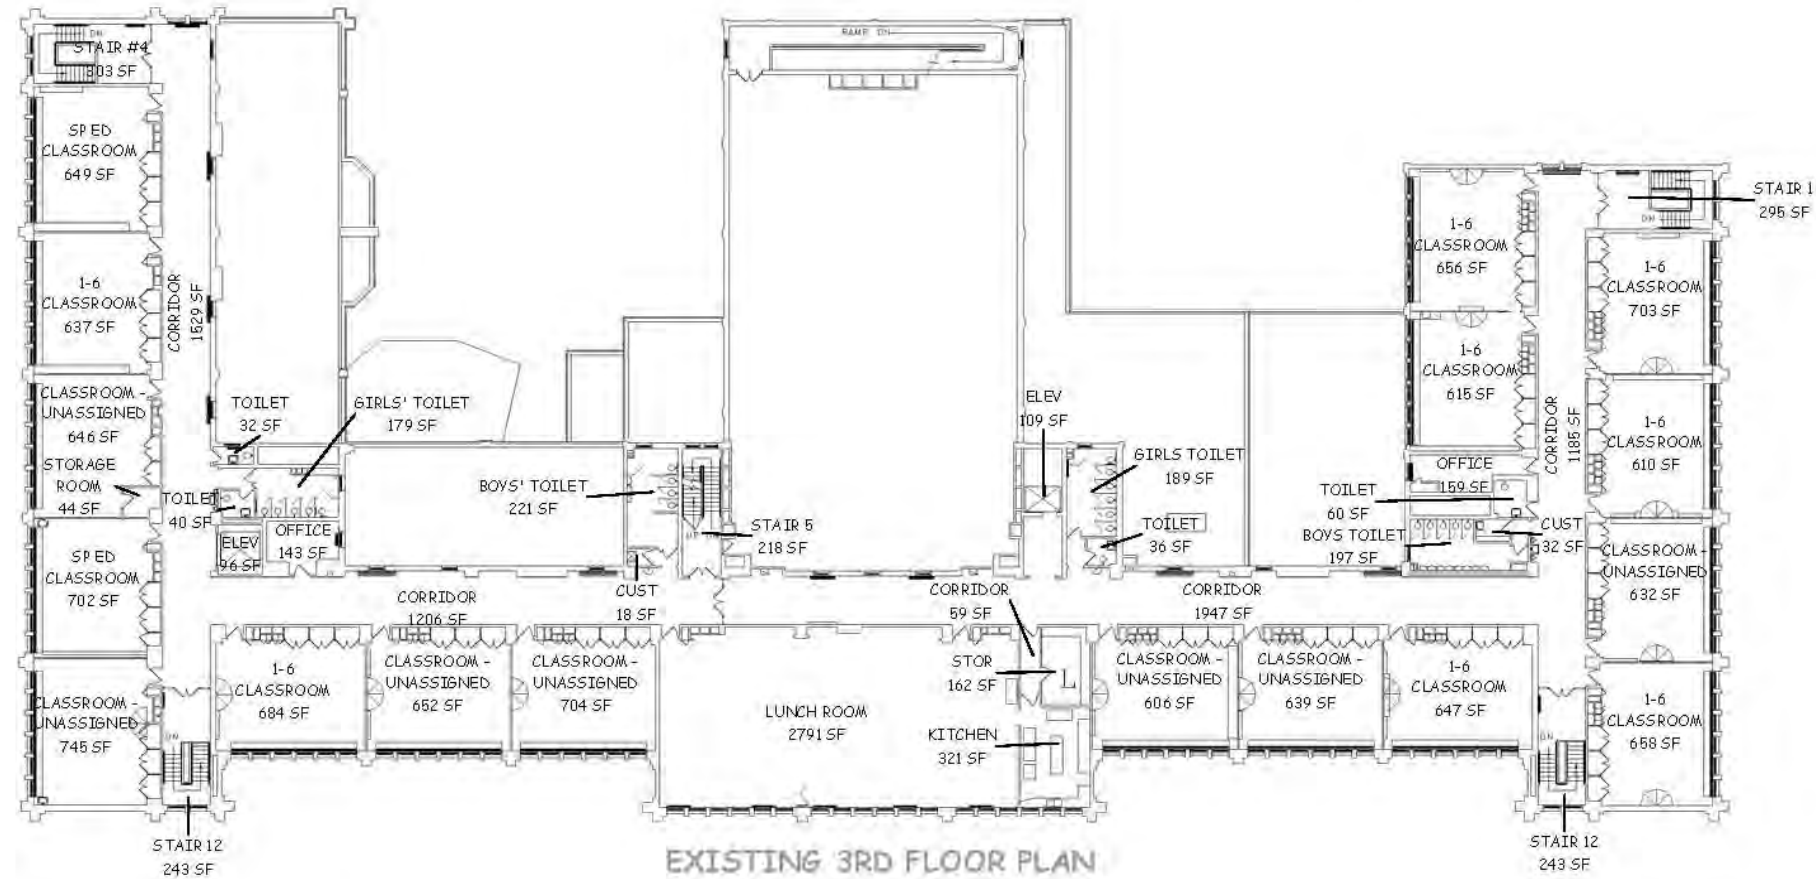 DN
STAIR #4
303 SF
SP ED
CLASSROOM
649 SF
1-6
CLASSROOM
637 SF
CORRIDOR
1529 SF
CLASSROOM -
UNASSIGNED
646 SF
STORAGE
ROOM
44 SF
SP ED
CLASSROOM
702 SF
CLASSROOM -
UNASSIGNED
745 SF
DN
STAIR 12
243 SF
TOILET
32 SF
GIRLS' TOILET
179 SF
TOILET
40 SF
ELEV
96 SF
OFFICE
143 SF
BOYS' TOILET
221 SF
UP
STAIR 5
218 SF
CUST
18 SF
CORRIDOR
1206 SF
1-6
CLASSROOM
684 SF
CLASSROOM -
UNASSIGNED
652 SF
CLASSROOM -
UNASSIGNED
704 SF
RAMP DN
ELEV
109 SF
GIRLS TOILET
189 SF
TOILET
36 SF
CORRIDOR
59 SF
CORRIDOR
1947 SF
STOR
162 SF
L
LUNCH ROOM
2791 SF
KITCHEN
321 SF
CLASSROOM -
UNASSIGNED
606 SF
CLASSROOM -
UNASSIGNED
639 SF
1-6
CLASSROOM
647 SF
1-6
CLASSROOM
656 SF
1-6
CLASSROOM
615 SF
CORRIDOR
1185 SF
OFFICE
159 SF
TOILET
60 SF
BOYS TOILET
197 SF
CUST
32 SF
DN
STAIR 1
295 SF
1-6
CLASSROOM
703 SF
1-6
CLASSROOM
610 SF
CLASSROOM -
UNASSIGNED
632 SF
1-6
CLASSROOM
658 SF
DN
STAIR 12
243 SF
EXISTING 3RD FLOOR PLAN